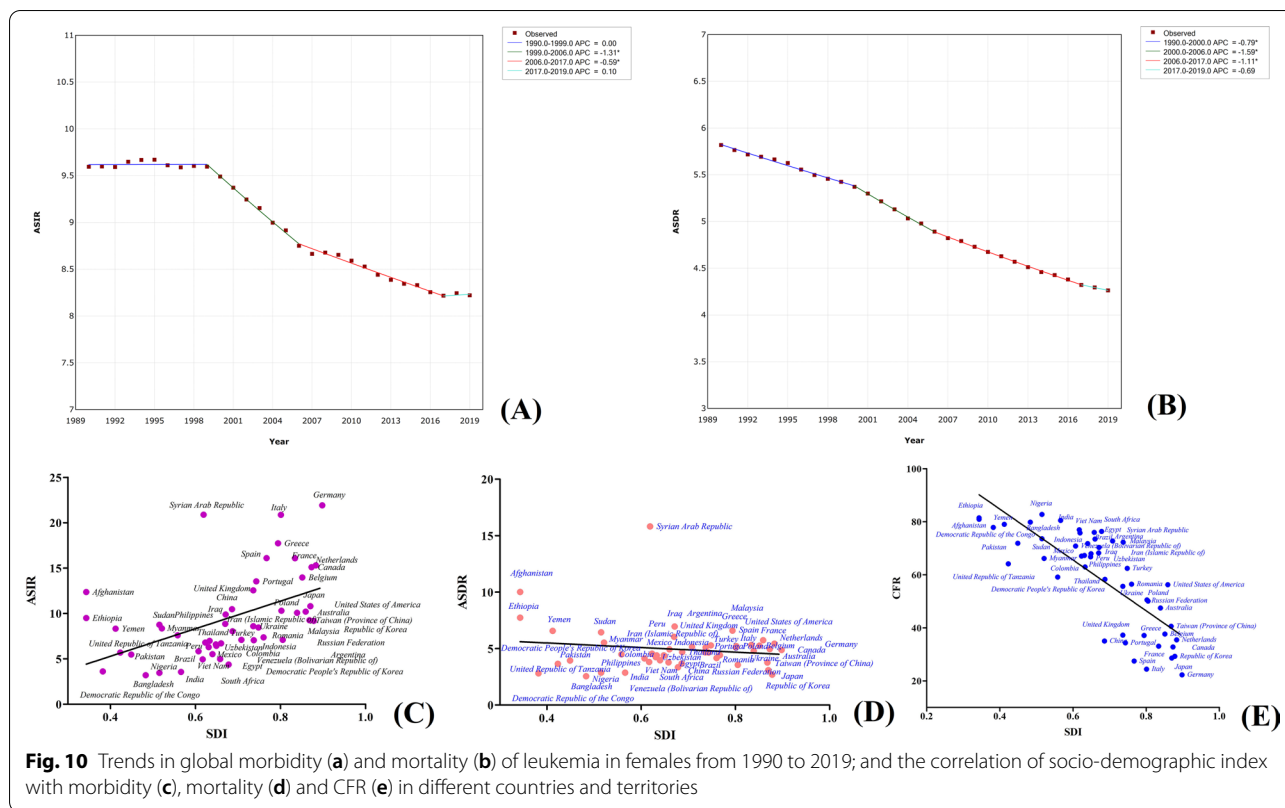 11
10.5
10
9.5
9
8.5
8
7.5
7
ASIR
1989 1992 1995 1998 2001 2004 2007 2010 2013 2016 2019
Year
Observed
1990.0-1999.0 APC = 0.00
1999.0-2006.0 APC = -1.31*
2006.0-2017.0 APC = -0.59*
2017.0-2019.0 APC = 0.10
(A)
7
6.5
6
5.5
5
4.5
4
3.5
3
ASDR
1989 1992 1995 1998 2001 2004 2007 2010 2013 2016 2019
Year
Observed
1990.0-2000.0 APC = -0.79*
2000.0-2006.0 APC = -1.59*
2006.0-2017.0 APC = -1.11*
2017.0-2019.0 APC = -0.69
(B)
25
20
15
10
5
0
ASIR
0.4 0.6 0.8 1.0
SDI
Germany
Syrian Arab Republic
Italy
Greece
Spain
France
Netherlands
Canada
Belgium
Portugal
United Kingdom
China
Japan
Afghanistan
Poland
United States of America
Iraq
Australia
Ethiopia
Sudan
Philippines
Iran (Islamic Republic of)
Taiwan (Province of China)
Yemen
Myanmar
Ukraine
Russian Federation
Thailand
Turkey
Romania
Malaysia
Republic of Korea
United Republic of Tanzania
Peru
Uzbekistan
Indonesia
Argentina
Pakistan
Mexico
Colombia
Brazil
Venezuela (Bolivarian Republic of)
Nigeria
Viet Nam
Egypt
Democratic People's Republic of Korea
Bangladesh
India
South Africa
Democratic Republic of the Congo
(C)
20
15
10
5
0
ASDR
0.4 0.6 0.8 1.0
SDI
Syrian Arab Republic
Afghanistan
Ethiopia
Malaysia
Iraq
Argentina
Greece
Yemen
Sudan
Peru
United Kingdom
United States of America
Iran (Islamic Republic of)
Spain
France
Myanmar
Mexico
Indonesia
Turkey
Italy
Netherlands
Democratic People's Republic of Korea
Portugal
Poland
Belgium
Canada
Pakistan
Colombia
Uzbekistan
Thailand
Romania
Ukraine
Australia
United Republic of Tanzania
Philippines
Viet Nam
Egypt
Brazil
Taiwan (Province of China)
Nigeria
India
South Africa
China
Russian Federation
Japan
Bangladesh
Venezuela (Bolivarian Republic of)
Republic of Korea
Democratic Republic of the Congo
(D)
100
80
60
40
20
CFR
0.2 0.4 0.6 0.8 1.0
SDI
Ethiopia
Nigeria
Yemen
India
Viet Nam
South Africa
Afghanistan
Bangladesh
Egypt
Syrian Arab Republic
Democratic Republic of the Congo
Brazil
Argentina
Malaysia
Pakistan
Sudan
Indonesia
Venezuela (Bolivarian Republic of)
Mexico
Iraq
Iran (Islamic Republic of)
Myanmar
Peru
Uzbekistan
Colombia
Philippines
Turkey
United Republic of Tanzania
Thailand
Romania
United States of America
Democratic People's Republic of Korea
Ukraine
Poland
Russian Federation
Australia
United Kingdom
Greece
Taiwan (Province of China)
China
Portugal
Belgium
Netherlands
France
Canada
Spain
Republic of Korea
Italy
Japan
Germany
(E)
Fig. 10 Trends in global morbidity (a) and mortality (b) of leukemia in females from 1990 to 2019; and the correlation of socio-demographic index
with morbidity (c), mortality (d) and CFR (e) in different countries and territories